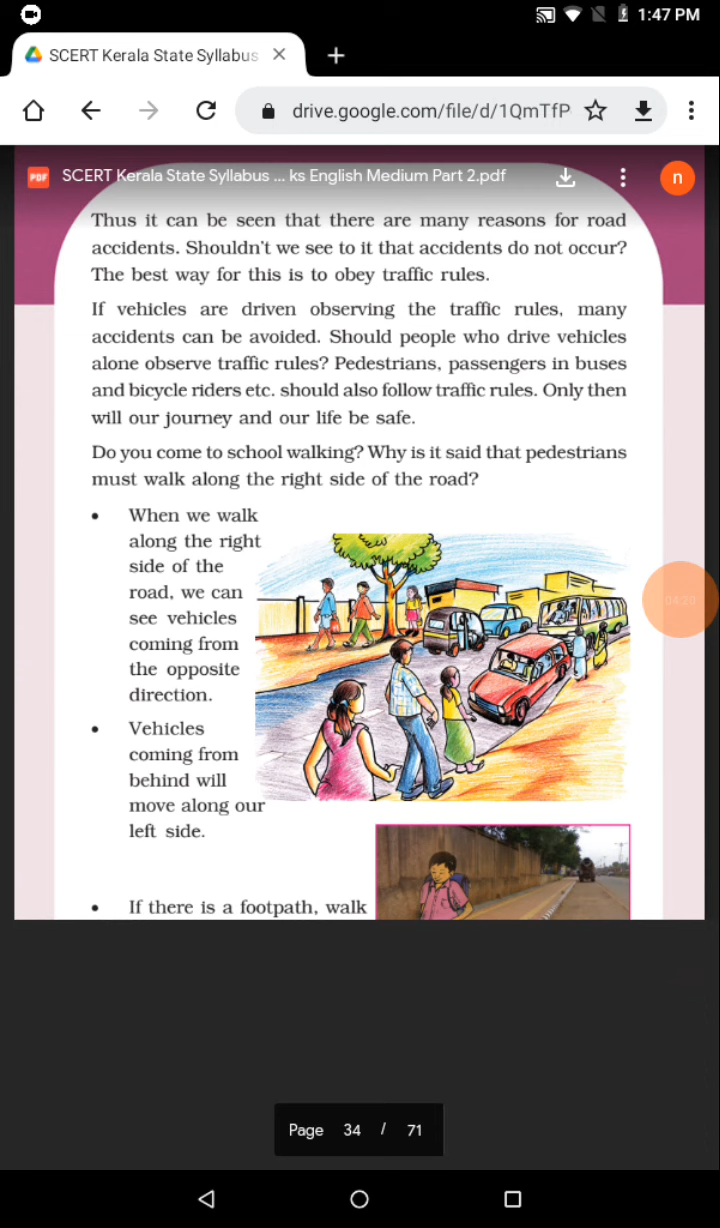 1:47 PM
SCERT Kerala State Syllabus
drive.google.com/file/d/1QmTfP
PDF SCERT Kerala State Syllabus ... ks English Medium Part 2.pdf n
Thus it can be seen that there are many reasons for road
accidents. Shouldn't we see to it that accidents do not occur?
The best way for this is to obey traffic rules.
If vehicles are driven observing the traffic rules, many
accidents can be avoided. Should people who drive vehicles
alone observe traffic rules? Pedestrians, passengers in buses
and bicycle riders etc. should also follow traffic rules. Only then
will our journey and our life be safe.
Do you come to school walking? Why is it said that pedestrians
must walk along the right side of the road?
• When we walk
along the right
side of the
road, we can
see vehicles
coming from
the opposite
direction.
04:20
• Vehicles
coming from
behind will
move along our
left side.
• If there is a footpath, walk
Page 34 / 71